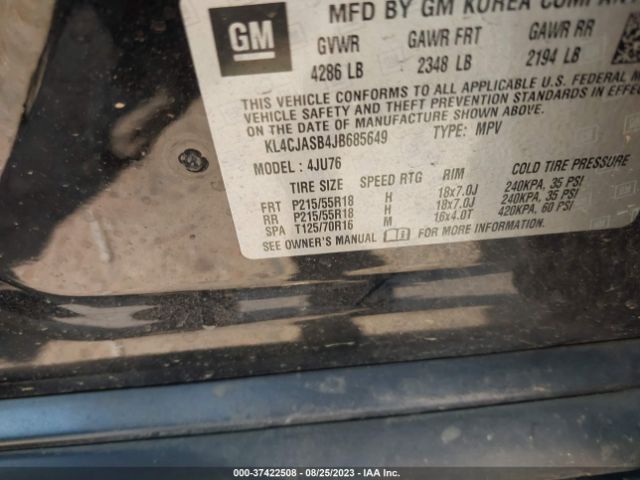 MFD BY GM KOREA COMPAN
GM
GVWR GAWR FRT GAWR RR
4286 LB 2348 LB 2194 LB
THIS VEHICLE CONFORMS TO ALL APPLICABLE U.S. FEDERAL M
VEHICLE SAFETY AND THEFT PREVENTION STANDARDS IN EFFE
ON THE DATE OF MANUFACTURE SHOWN ABOVE.
KL4CJASB4JB685649 TYPE: MPV
MODEL: 4JU76
TIRE SIZE SPEED RTG RIM COLD TIRE PRESSURE
FRT P215/55R18 H 18x7.0J 240KPA, 35 PSI
RR P215/55R18 H 18x7.0J 240KPA, 35 PSI
SPA T125/70R16 M 16x4.0T 420KPA, 60 PSI
SEE OWNER'S MANUAL FOR MORE INFORMATION.
000-37422508 - 08/25/2023 - IAA Inc.